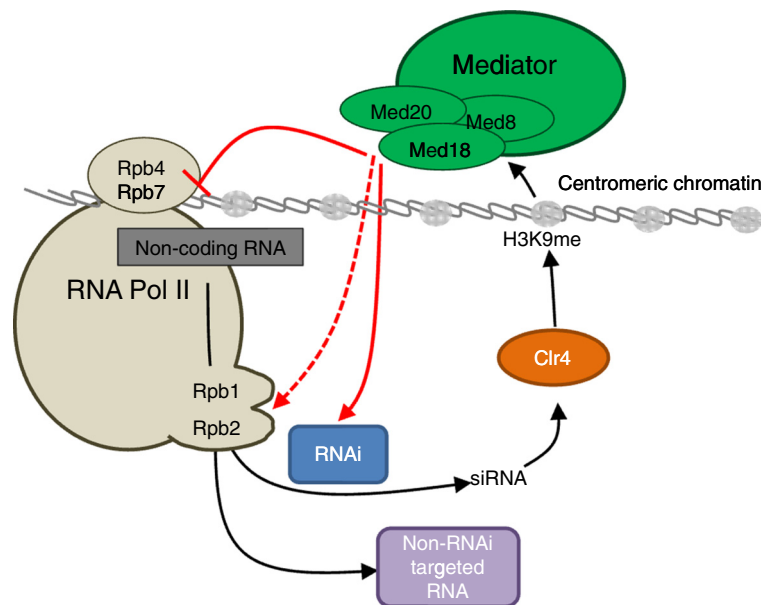 Mediator
Med20
Med8
Med18
Rpb4
Rpb7
Centromeric chromatin
H3K9me
Non-coding RNA
RNA Pol II
Clr4
Rpb1
Rpb2
RNAi
siRNA
Non-RNAi
targeted
RNA